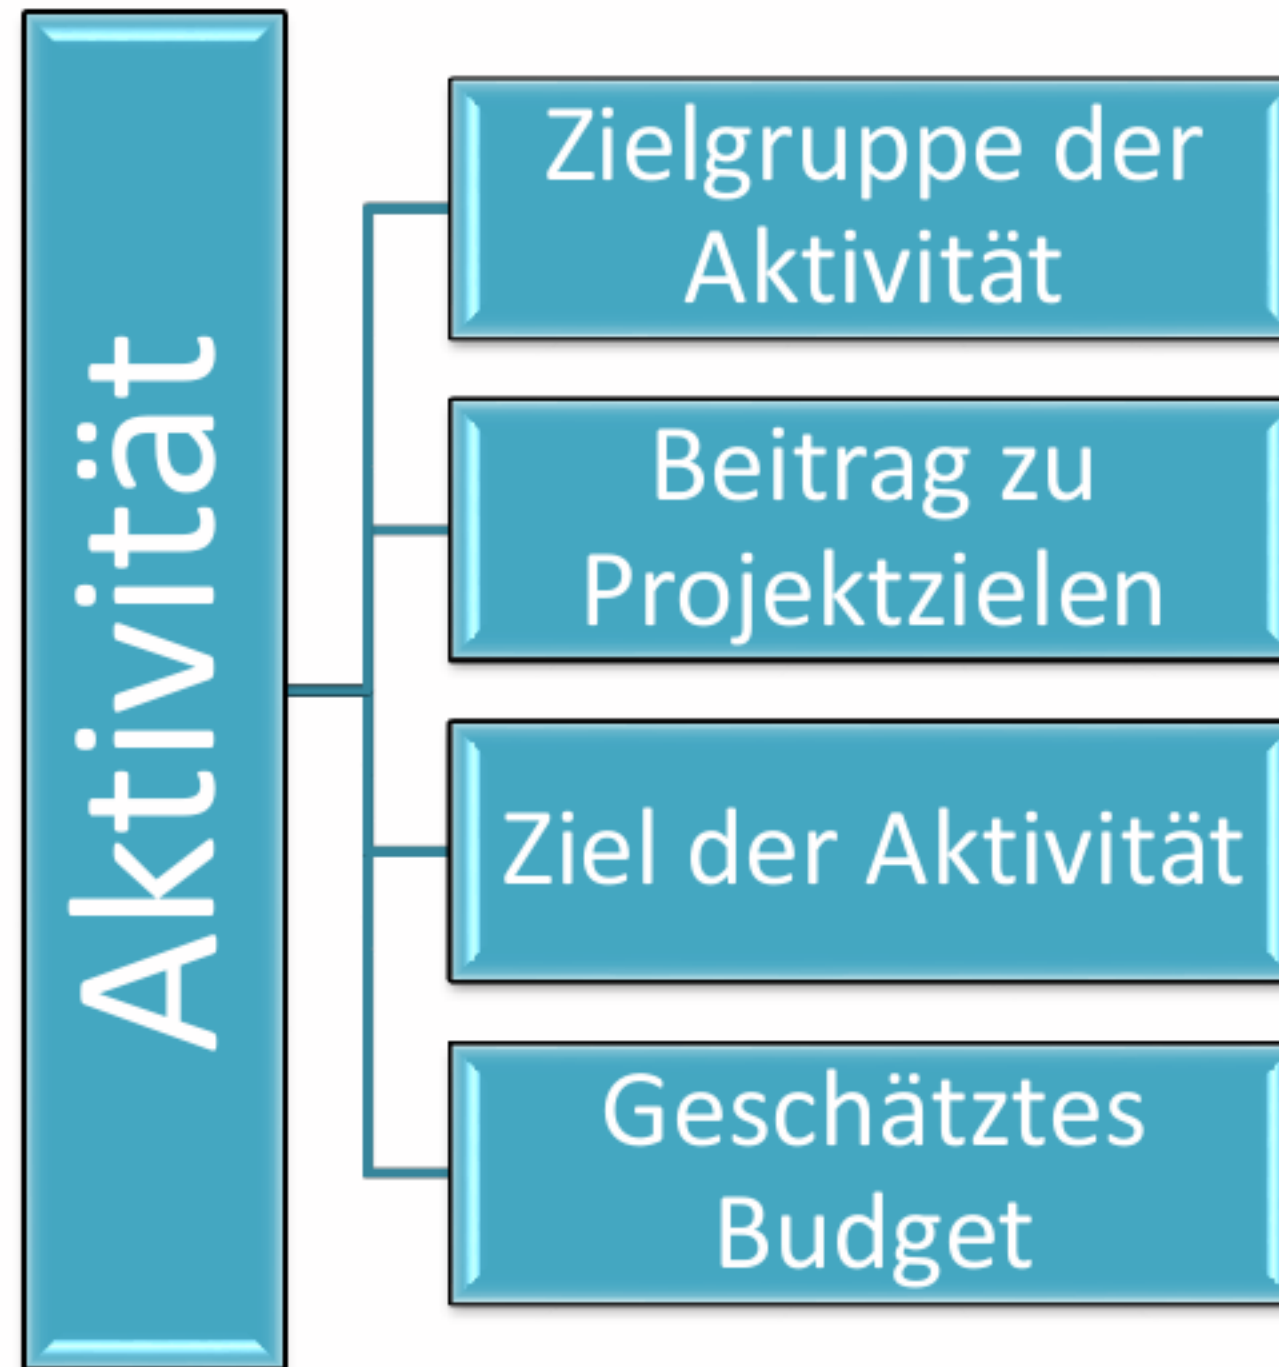 Aktivität
Zielgruppe der
Aktivität
Beitrag zu
Projektzielen
Ziel der Aktivität
Geschätztes
Budget